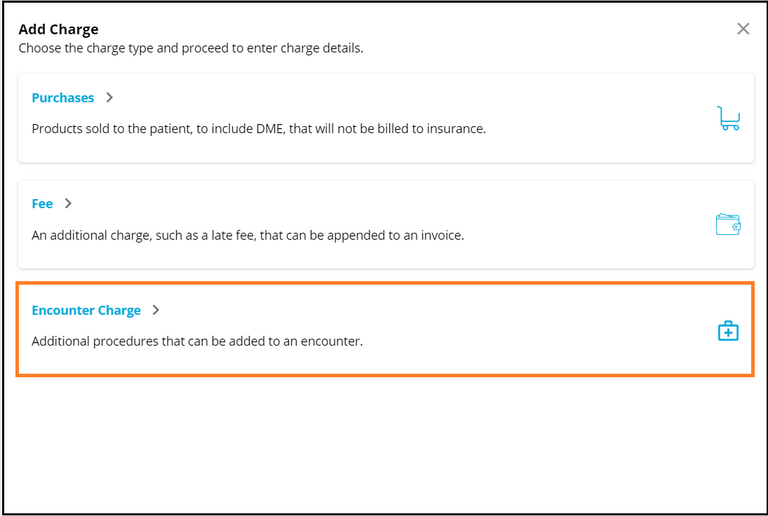 Add Charge
Choose the charge type and proceed to enter charge details.
Purchases
Products sold to the patient, to include DME, that will not be billed to insurance.
Fee
An additional charge, such as a late fee, that can be appended to an invoice.
Encounter Charge
Additional procedures that can be added to an encounter.